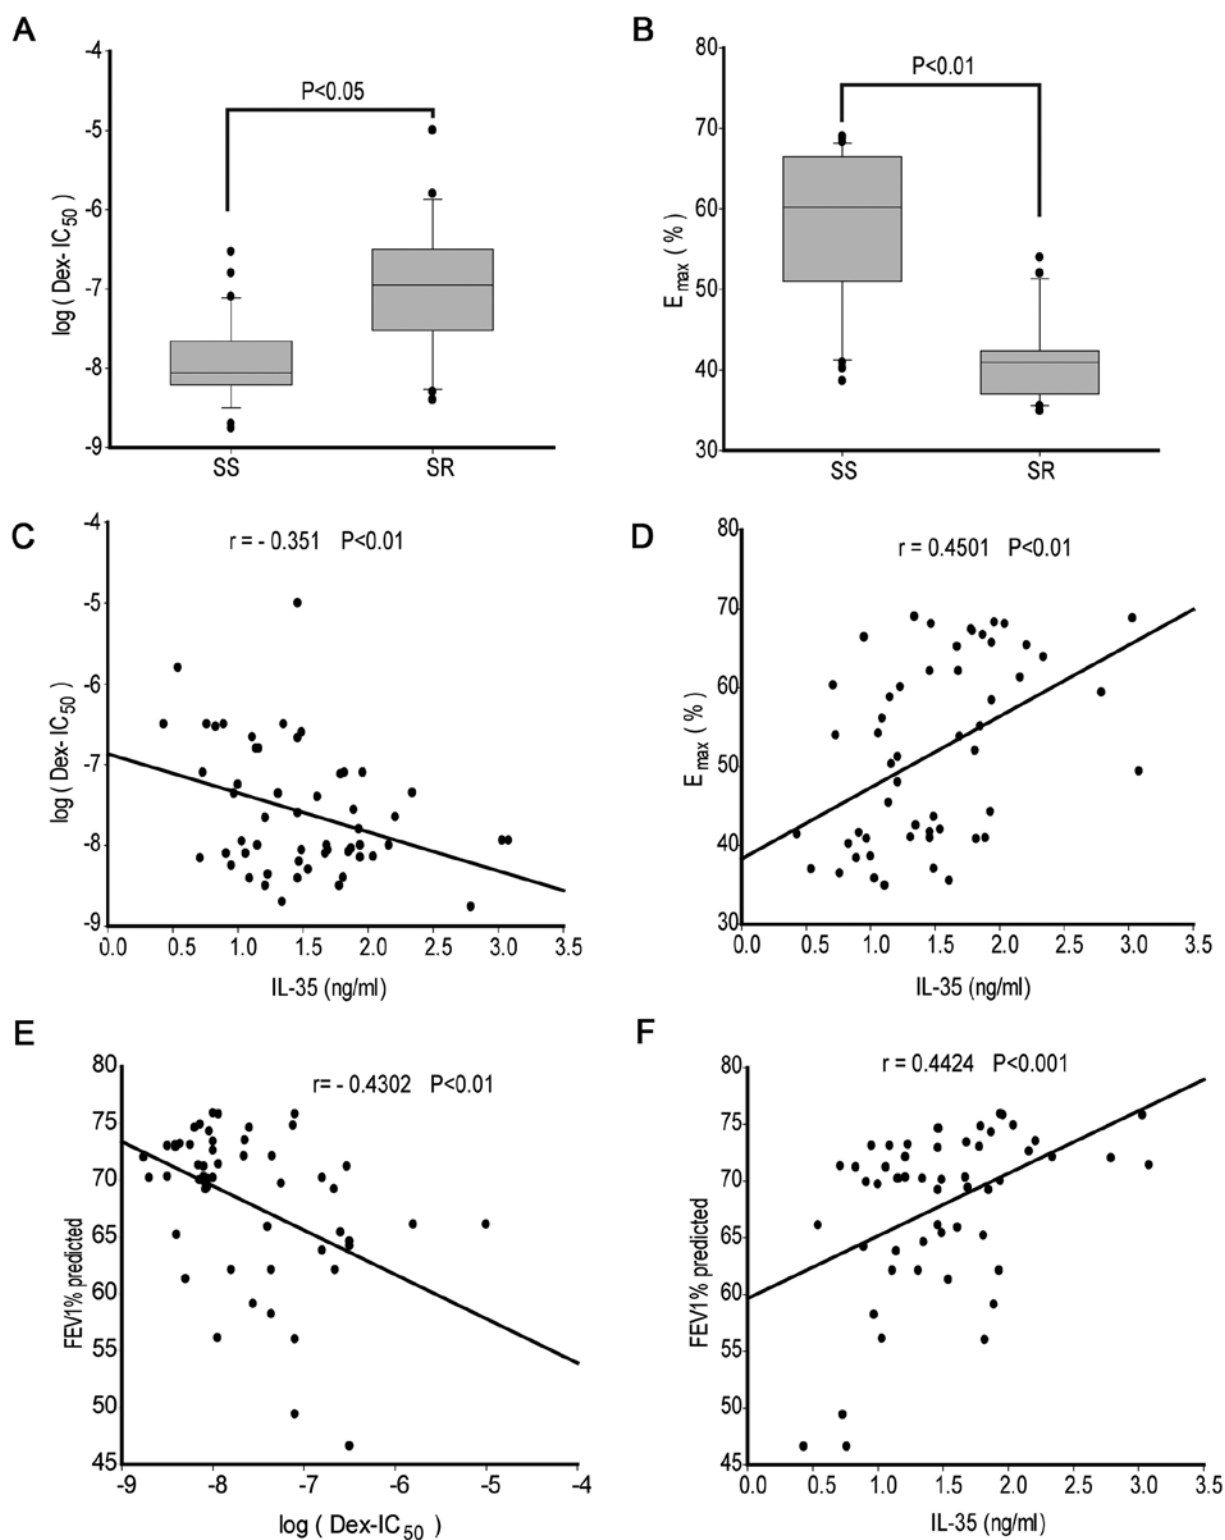 A
-4
-5
-6
-7
-8
-9
log ( Dex- IC50 )
P<0.05
SS
SR
B
80
70
60
50
40
30
Emax ( % )
P<0.01
SS
SR
C
-4
-5
-6
-7
-8
-9
log ( Dex- IC50 )
r = - 0.351 P<0.01
0.0 0.5 1.0 1.5 2.0 2.5 3.0 3.5
IL-35 (ng/ml)
D
80
70
60
50
40
30
Emax ( % )
r = 0.4501 P<0.01
0.0 0.5 1.0 1.5 2.0 2.5 3.0 3.5
IL-35 (ng/ml)
E
80
75
70
65
60
55
50
45
FEV1% predicted
r= - 0.4302 P<0.01
-9 -8 -7 -6 -5 -4
log ( Dex-IC50 )
F
80
75
70
65
60
55
50
45
FEV1% predicted
r = 0.4424 P<0.001
0.0 0.5 1.0 1.5 2.0 2.5 3.0 3.5
IL-35 (ng/ml)